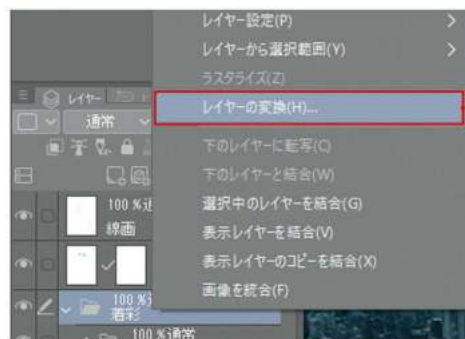 レイヤー設定(P)
レイヤーから選択範囲(Y)
ラスタライズ(Z)
レイヤーの変換(H)...
下のレイヤーに転写(C)
下のレイヤーと結合(W)
選択中のレイヤーを結合(G)
表示レイヤーを結合(V)
表示レイヤーのコピーを結合(X)
画像を統合(F)
レイヤー
通常
100 %
線画
100 %
着彩
100 %通常